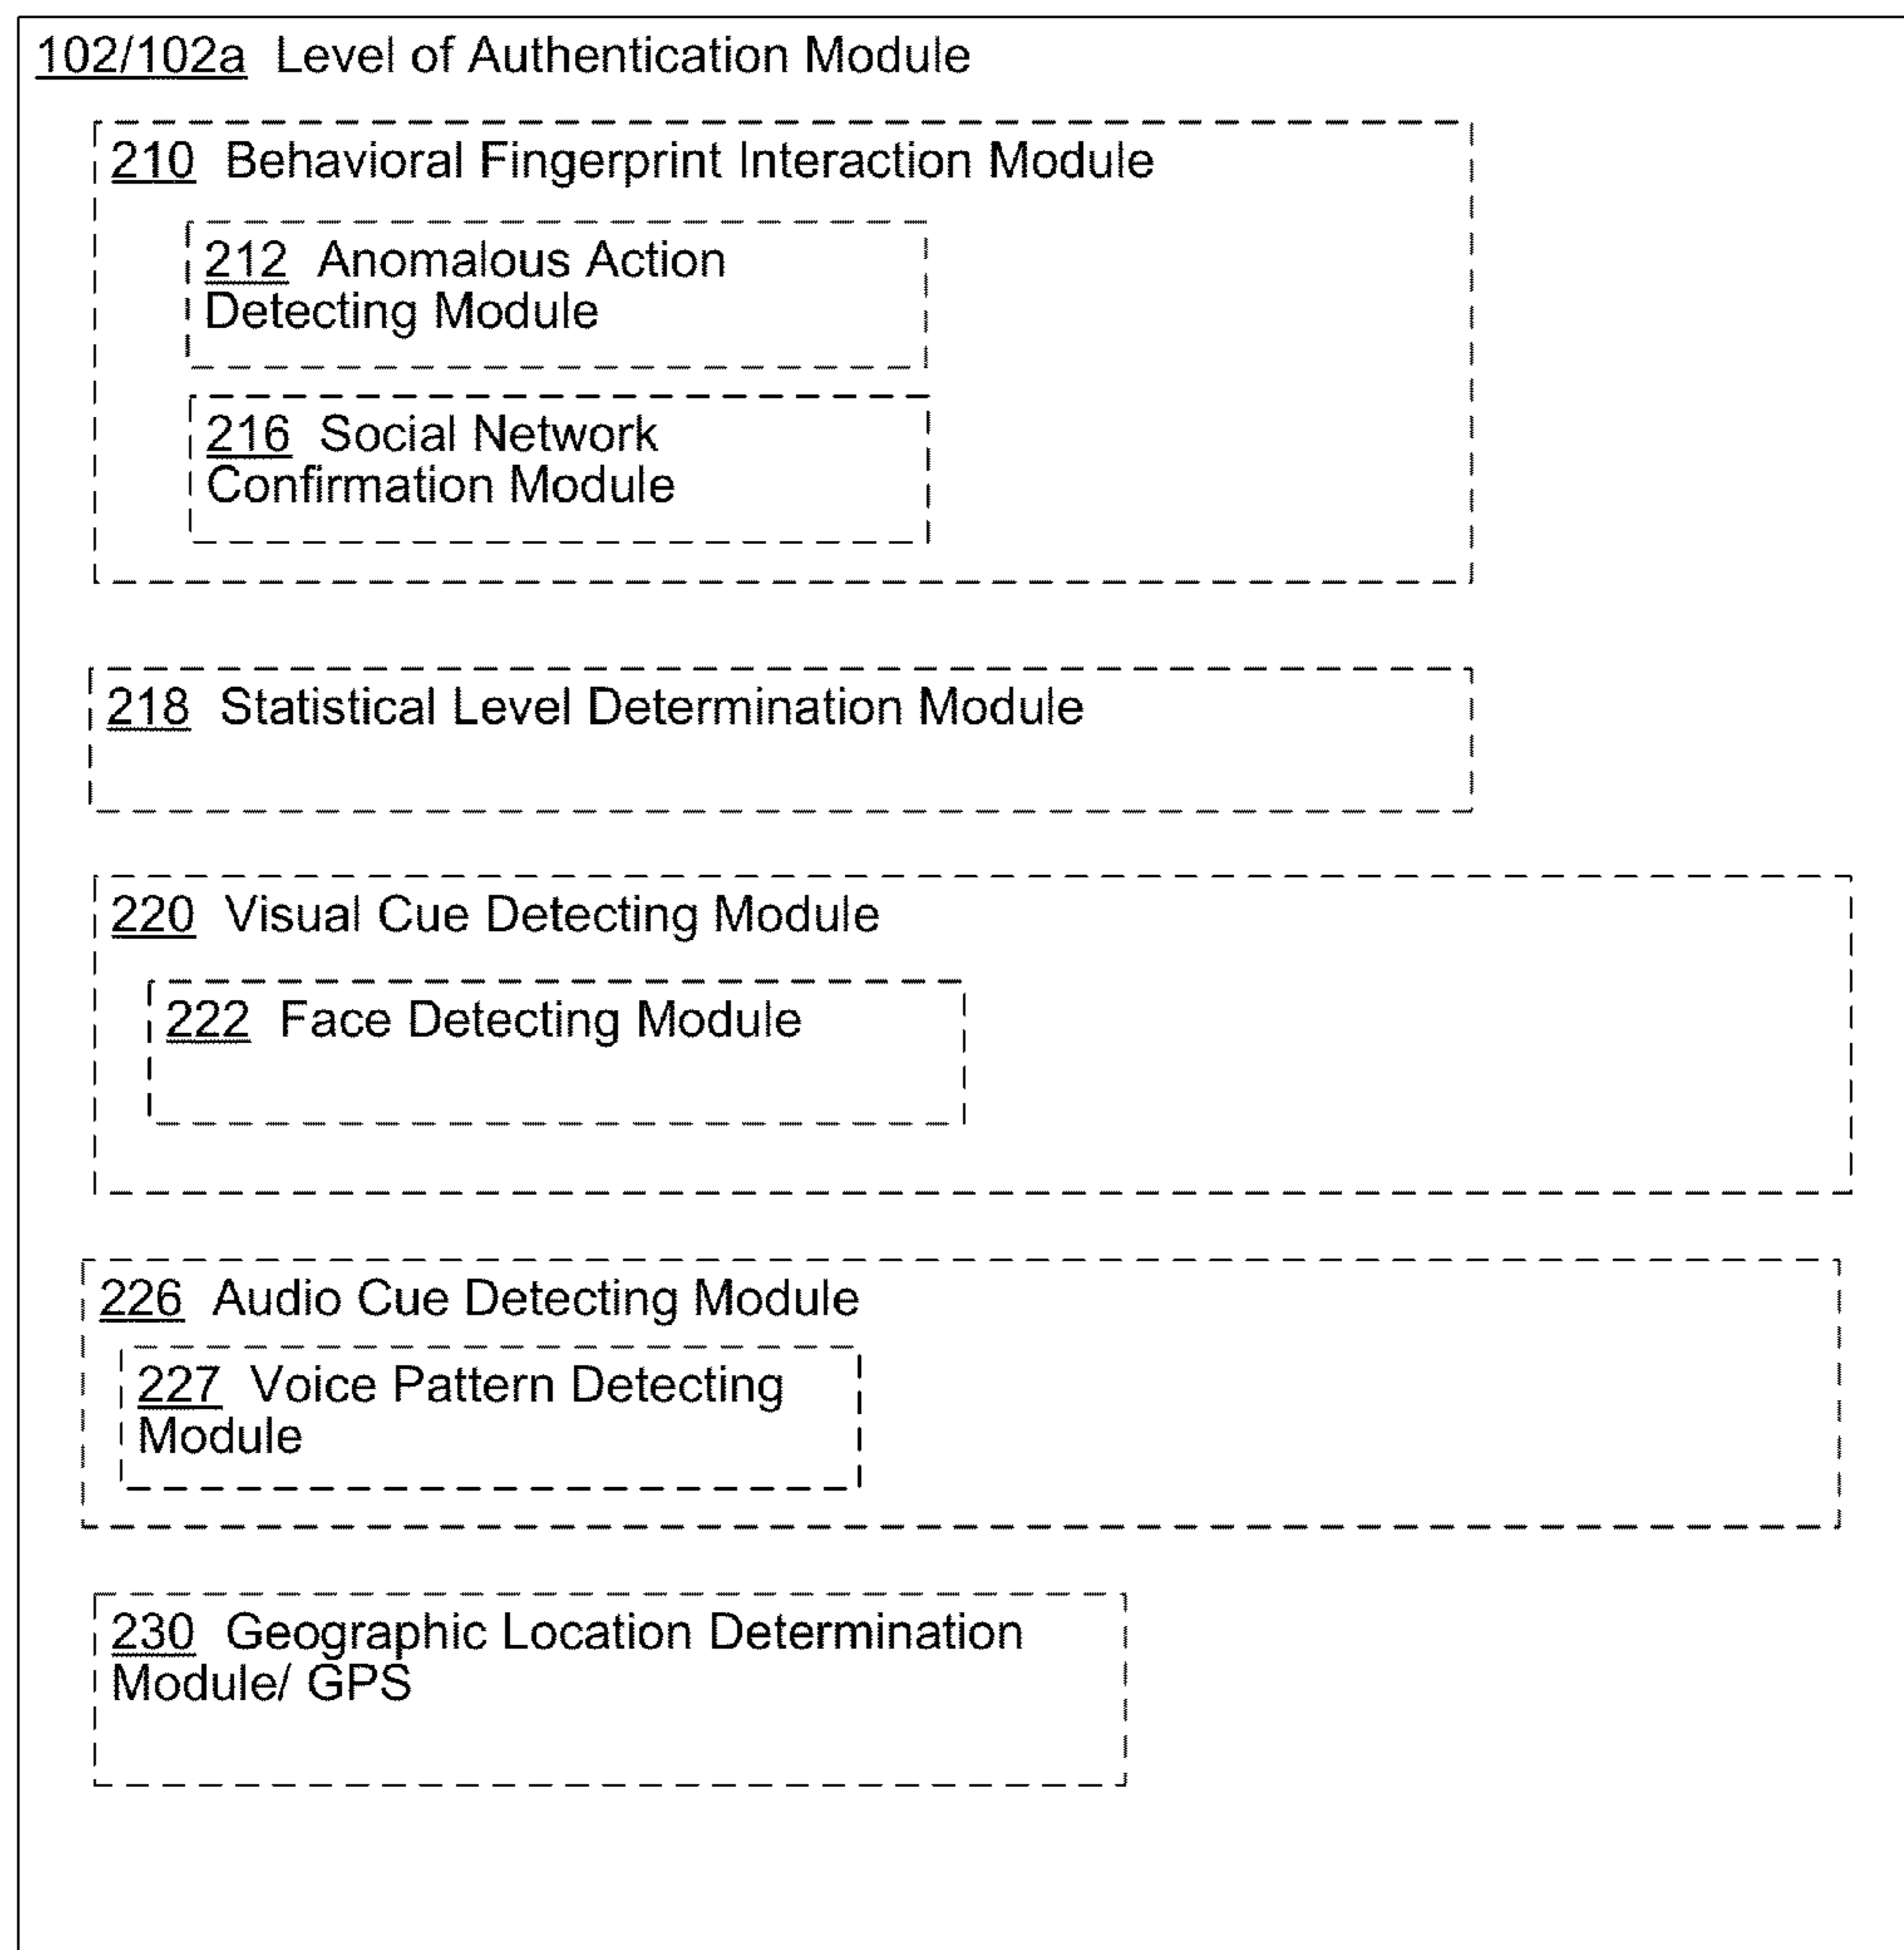 102/102a Level of Authentication Module
210 Behavioral Fingerprint Interaction Module
212 Anomalous Action
Detecting Module
216 Social Network
Confirmation Module
218 Statistical Level Determination Module
220 Visual Cue Detecting Module
222 Face Detecting Module
226 Audio Cue Detecting Module
227 Voice Pattern Detecting
Module
230 Geographic Location Determination
Module/ GPS